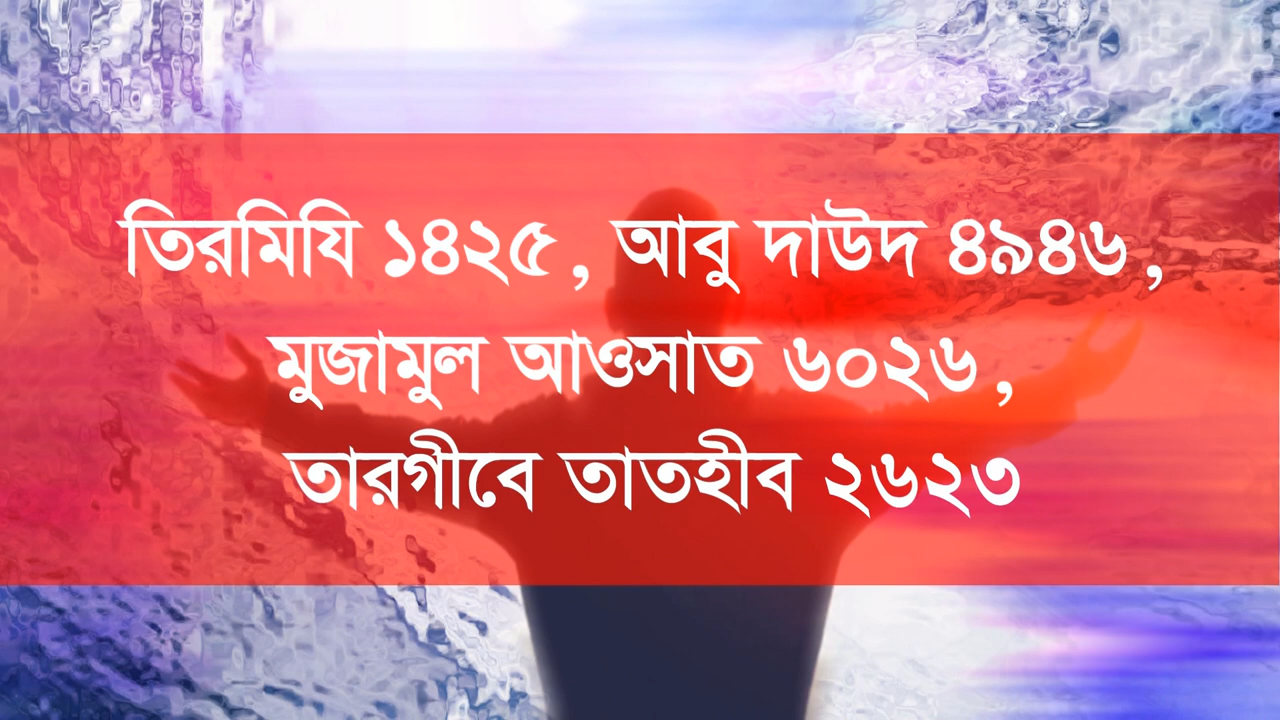 তিরমিযি ১৪২৫, আবু দাউদ ৪৯৪৬,
মুজামুল আওসাত ৬০২৬,
তারগীবে তাতহীব ২৬২৩